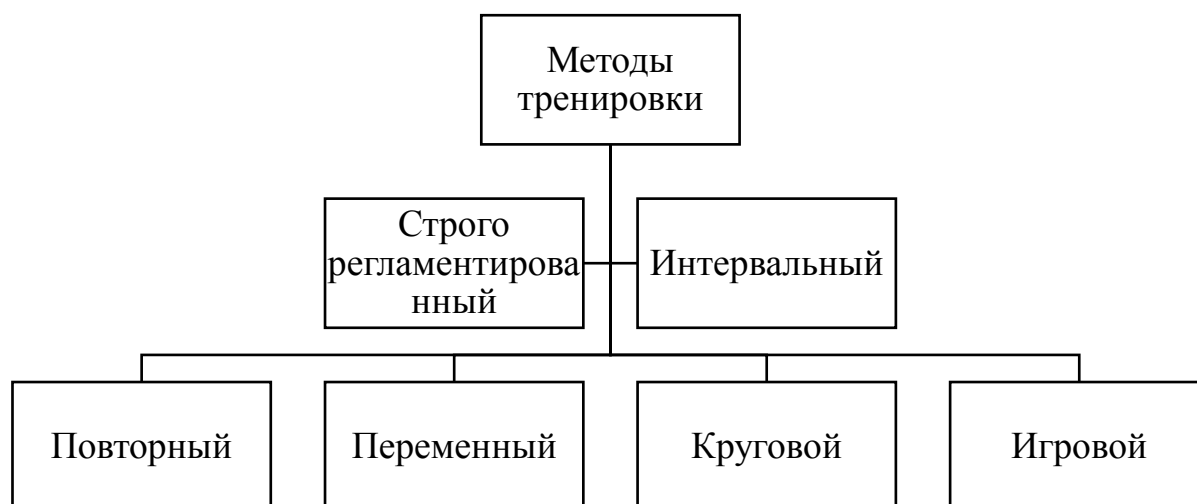 Методы
тренировки
Строго
регламентирова
нный
Интервальный
Повторный
Переменный
Круговой
Игровой